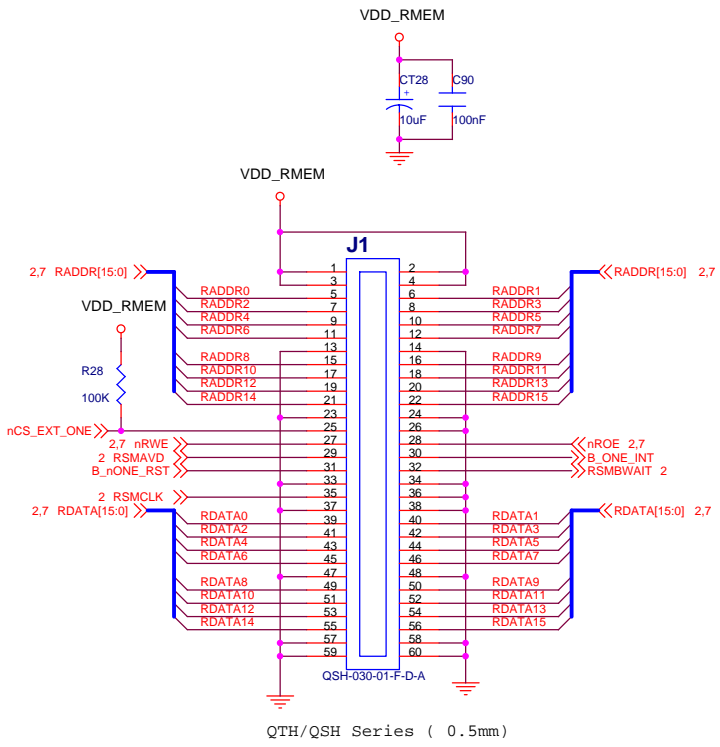 VDD_RMEM
CT28
C90
+
10uF
100nF
VDD_RMEM
J1
1 2
2,7 RADDR[15:0] RADDR[15:0] 2,7
3 4
RADDR0 5 6 RADDR1
RADDR2 7 8 RADDR3
VDD_RMEM
RADDR4 9 10 RADDR5
RADDR6 11 12 RADDR7
13 14
RADDR8 15 16 RADDR9
R28
RADDR10 17 18 RADDR11
RADDR12 19 20 RADDR13
100K
RADDR14 21 22 RADDR15
23 24
nCS_EXT_ONE 25 26
2,7 nRWE 27 28 nROE 2,7
2 RSMAVD 29 30 B_ONE_INT
B_nONE_RST 31 32 RSMBWAIT 2
33 34
2 RSMCLK 35 36
37 38
2,7 RDATA[15:0] RDATA[15:0] 2,7
RDATA0 39 40 RDATA1
RDATA2 41 42 RDATA3
RDATA4 43 44 RDATA5
RDATA6 45 46 RDATA7
47 48
RDATA8 49 50 RDATA9
RDATA10 51 52 RDATA11
RDATA12 53 54 RDATA13
RDATA14 55 56 RDATA15
57 58
59 60
QSH-030-01-F-D-A
QTH/QSH Series ( 0.5mm)